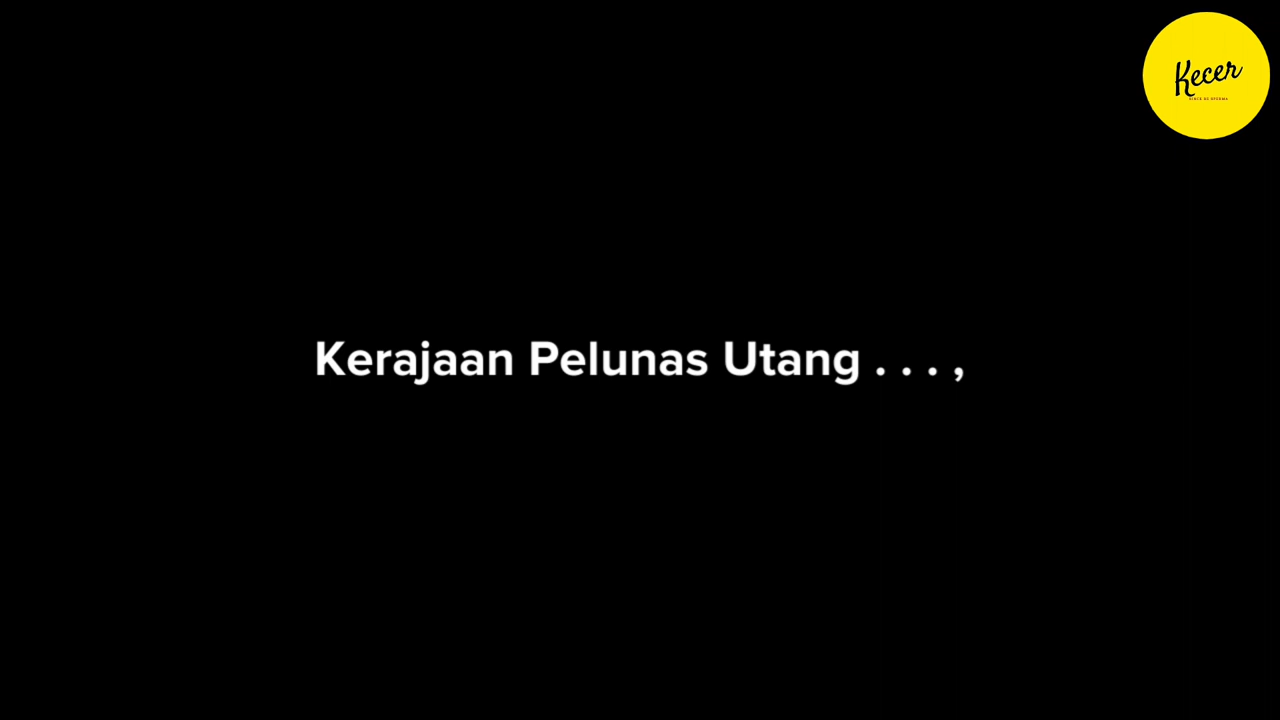 Kecer
Kerajaan Pelunas Utang . . . ,